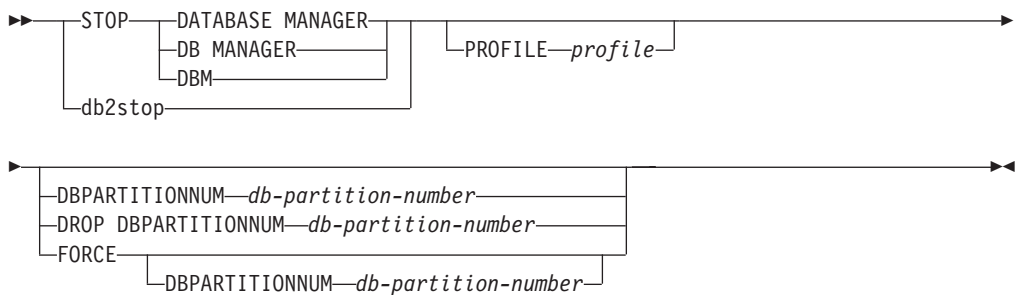 STOP DATABASE MANAGER
DB MANAGER PROFILE profile
DBM
db2stop
DBPARTITIONNUM db-partition-number
DROP DBPARTITIONNUM db-partition-number
FORCE
DBPARTITIONNUM db-partition-number